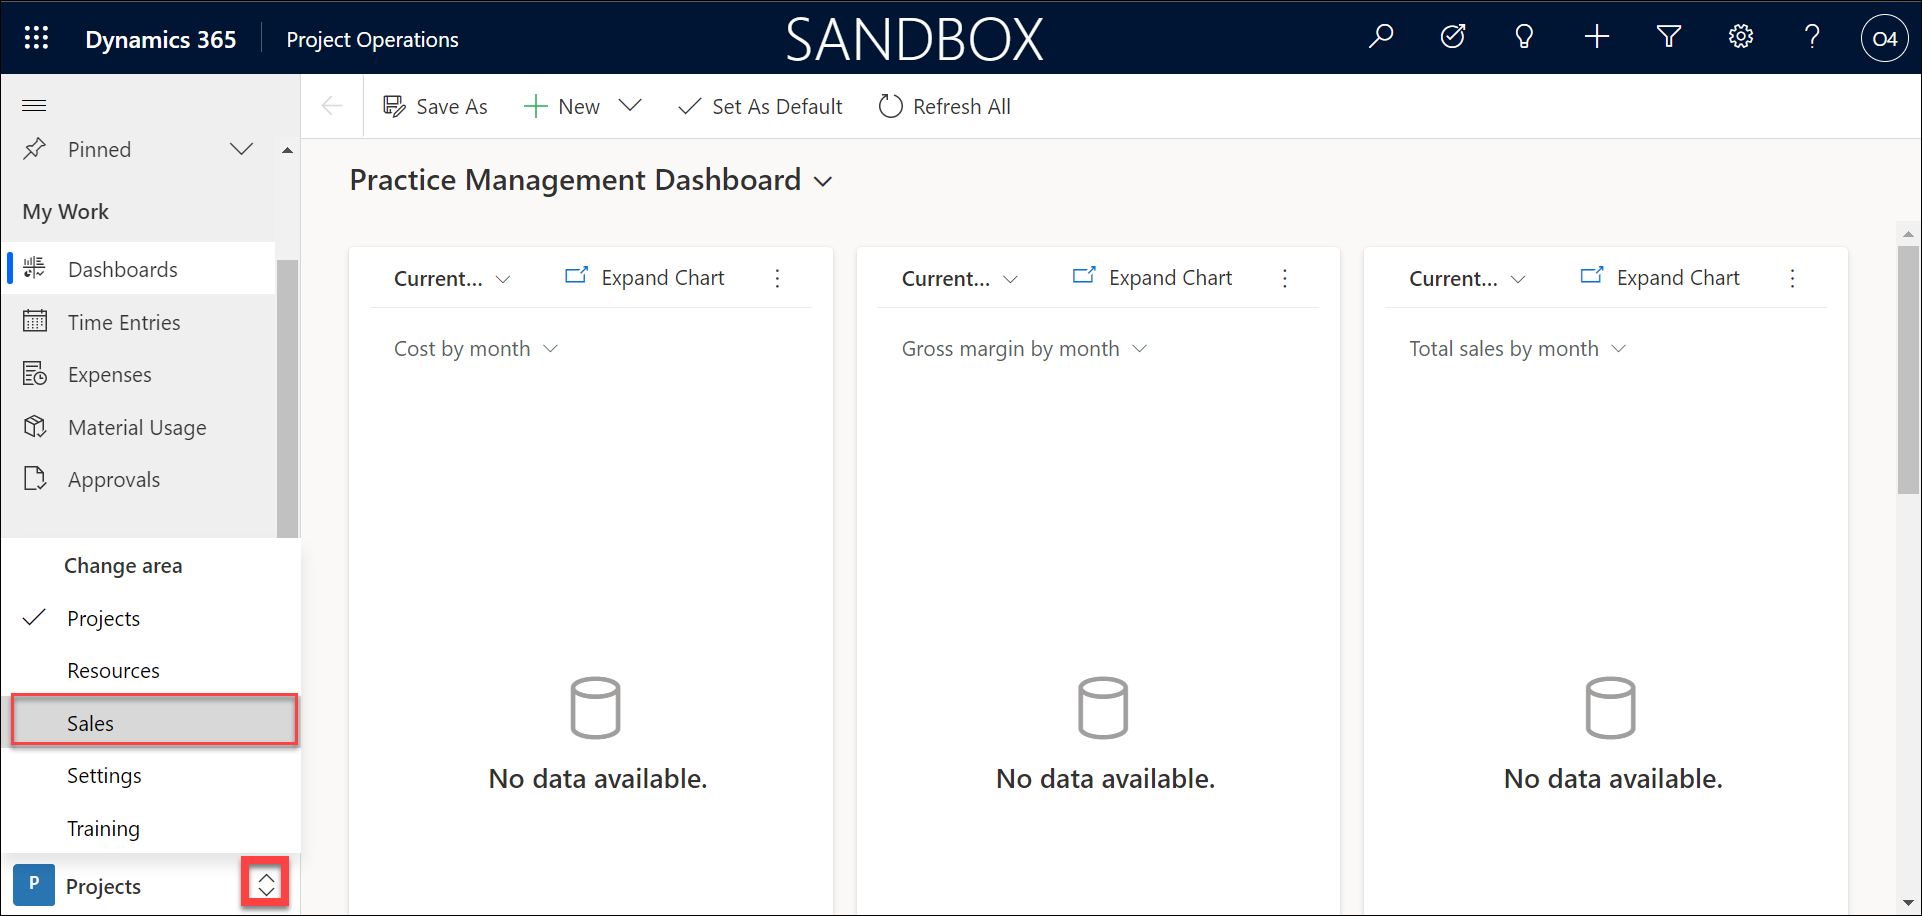 Dynamics 365
Project Operations
SANDBOX
O4
Save As
New
Set As Default
Refresh All
Pinned
My Work
Dashboards
Time Entries
Expenses
Material Usage
Approvals
Change area
Projects
Resources
Sales
Settings
Training
P Projects
Practice Management Dashboard
Current... Expand Chart
Cost by month
No data available.
Current... Expand Chart
Gross margin by month
No data available.
Current... Expand Chart
Total sales by month
No data available.